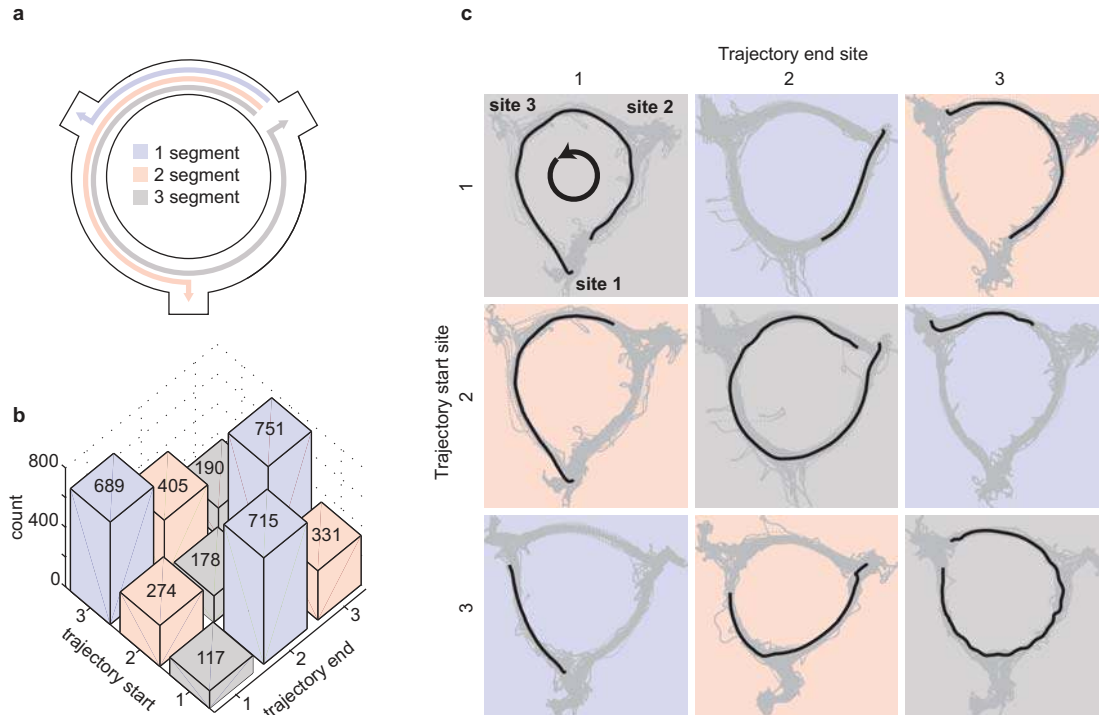 a
1 segment
2 segment
3 segment
b
count
800
400
0
689
405
190
751
274
178
715
331
117
3
2
1
trajectory start
1
2
3
trajectory end
c
Trajectory end site
1
2
3
Trajectory start site
1
2
3
site 3
site 2
site 1